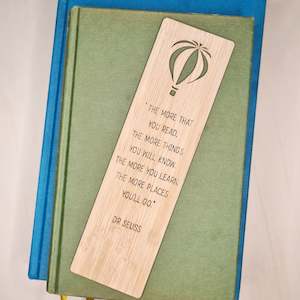 "THE MORE THAT
YOU READ,
THE MORE THINGS
YOU WILL KNOW.
THE MORE YOU LEARN,
THE MORE PLACES
YOU'LL GO."
DR SEUSS